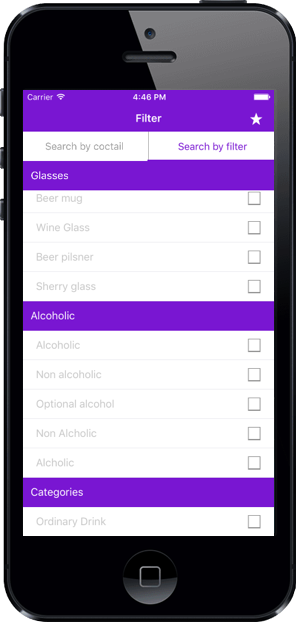 Carrier 4:46 PM
Filter
Search by coctail Search by filter
Glasses
Beer mug
Wine Glass
Beer pilsner
Sherry glass
Alcoholic
Alcoholic
Non alcoholic
Optional alcohol
Non Alcholic
Alcholic
Categories
Ordinary Drink